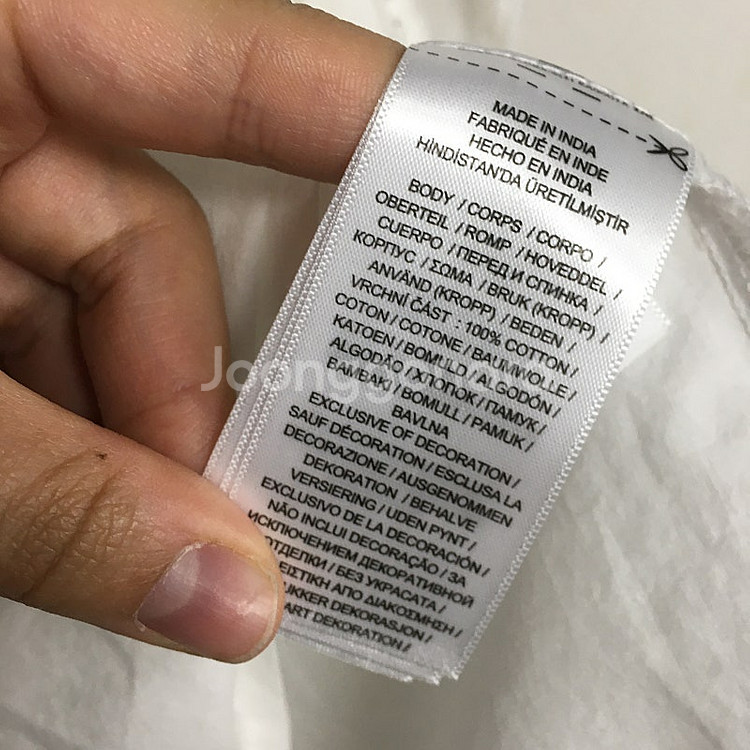 MADE IN INDIA
FABRIQUÉ EN INDE
HECHO EN INDIA
HİNDİSTAN'DA ÜRETİLMİŞTİR
BODY / CORPS / CORPO /
OBERTEIL / ROMP / HOVEDDEL /
CUERPO / ПЕРЕД И СПИНКА /
КОРПУС / ΣΩΜΑ / BRUK (KROPP) /
ANVÄND (KROPP) / BEDEN /
VRCHNÍ ČÁST : 100% COTTON /
COTON / COTONE / BAUMWOLLE /
KATOEN / BOMULD / ALGODÓN /
ALGODÃO / ХЛОПОК / ПАМУК /
BAMBAKI / BOMULL / PAMUK /
BAVLNA
EXCLUSIVE OF DECORATION /
SAUF DÉCORATION / ESCLUSA LA
DECORAZIONE / AUSGENOMMEN
DEKORATION / BEHALVE
VERSIERING / UDEN PYNT /
EXCLUSIVO DE LA DECORACIÓN /
NÃO INCLUI DECORAÇÃO / ЗА
ИСКЛЮЧЕНИЕМ ДЕКОРАТИВНОЙ
ОТДЕЛКИ / БЕЗ УКРАСАТА /
ΕΙΣΤΙΚΗ ΑΠΟ ΔΙΑΚΟΣΜΗΣΗ /
UKKER DEKORASJON /
ART DEKORATION /